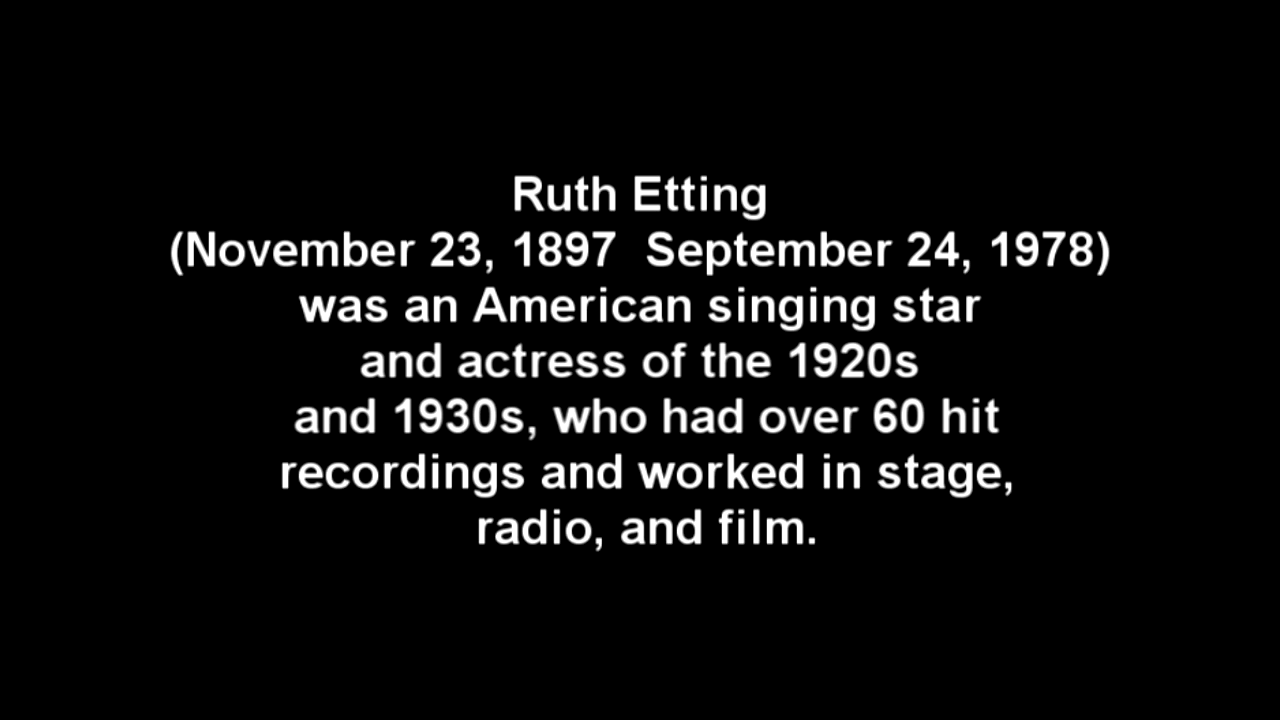 Ruth Etting
(November 23, 1897  September 24, 1978)
was an American singing star
and actress of the 1920s
and 1930s, who had over 60 hit
recordings and worked in stage,
radio, and film.